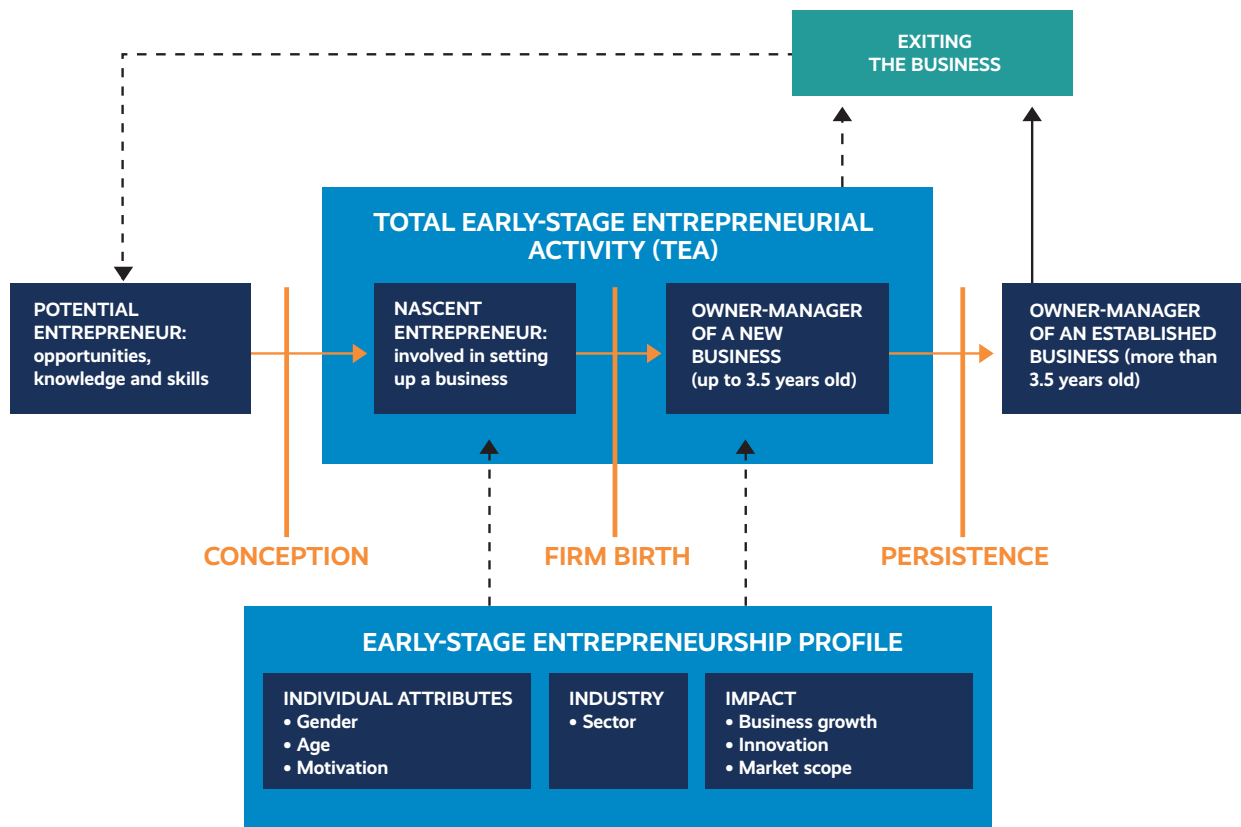 EXITING
THE BUSINESS
TOTAL EARLY-STAGE ENTREPRENEURIAL
ACTIVITY (TEA)
POTENTIAL
ENTREPRENEUR:
opportunities,
knowledge and skills
NASCENT
ENTREPRENEUR:
involved in setting
up a business
OWNER-MANAGER
OF A NEW
BUSINESS
(up to 3.5 years old)
OWNER-MANAGER
OF AN ESTABLISHED
BUSINESS (more than
3.5 years old)
CONCEPTION
FIRM BIRTH
PERSISTENCE
EARLY-STAGE ENTREPRENEURSHIP PROFILE
INDIVIDUAL ATTRIBUTES
• Gender
• Age
• Motivation
INDUSTRY
• Sector
IMPACT
• Business growth
• Innovation
• Market scope